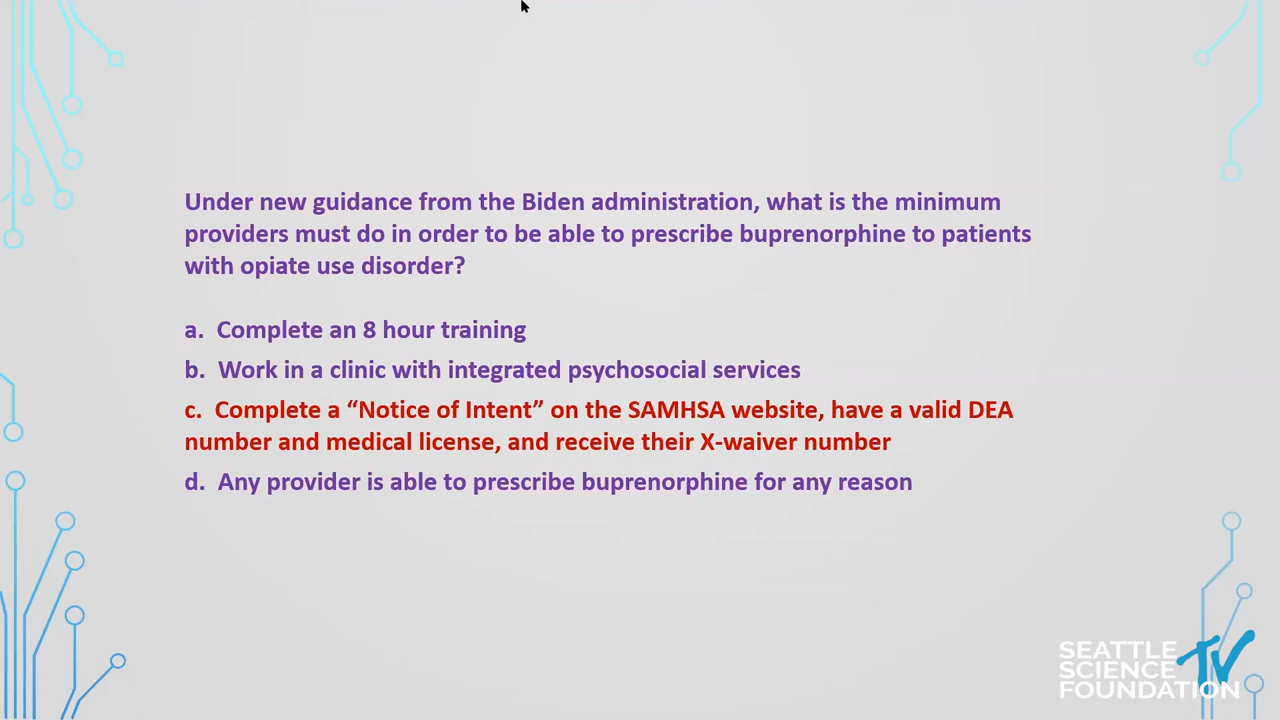 Under new guidance from the Biden administration, what is the minimum
providers must do in order to be able to prescribe buprenorphine to patients
with opiate use disorder?
a. Complete an 8 hour training
b. Work in a clinic with integrated psychosocial services
c. Complete a “Notice of Intent” on the SAMHSA website, have a valid DEA
number and medical license, and receive their X-waiver number
d. Any provider is able to prescribe buprenorphine for any reason
SEATTLE
SCIENCE
FOUNDATION
TV